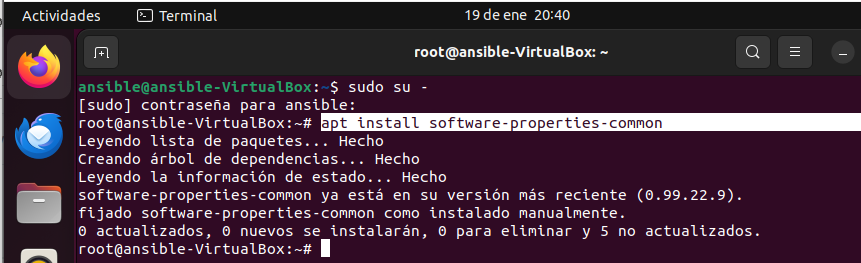 Actividades
Terminal
19 de ene 20:40
root@ansible-VirtualBox: ~
ansible@ansible-VirtualBox:~$ sudo su -
[sudo] contraseña para ansible:
root@ansible-VirtualBox:~# apt install software-properties-common
Leyendo lista de paquetes... Hecho
Creando árbol de dependencias... Hecho
Leyendo la información de estado... Hecho
software-properties-common ya está en su versión más reciente (0.99.22.9).
fijado software-properties-common como instalado manualmente.
0 actualizados, 0 nuevos se instalarán, 0 para eliminar y 5 no actualizados.
root@ansible-VirtualBox:~#